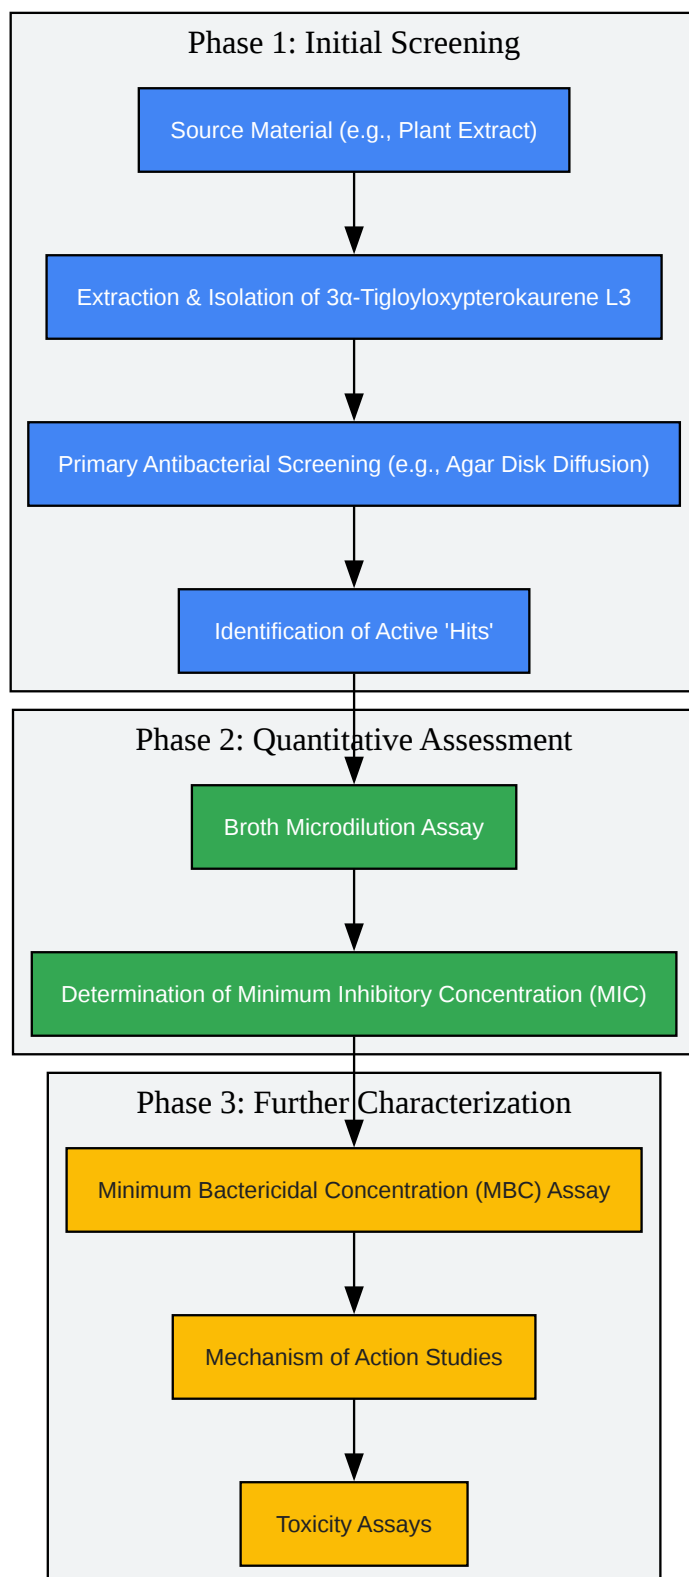 Phase 1: Initial Screening
Source Material (e.g., Plant Extract)
Extraction & Isolation of 3α-Tigloyloxypterokaurene L3
Primary Antibacterial Screening (e.g., Agar Disk Diffusion)
Identification of Active 'Hits'
Phase 2: Quantitative Assessment
Broth Microdilution Assay
Determination of Minimum Inhibitory Concentration (MIC)
Phase 3: Further Characterization
Minimum Bactericidal Concentration (MBC) Assay
Mechanism of Action Studies
Toxicity Assays